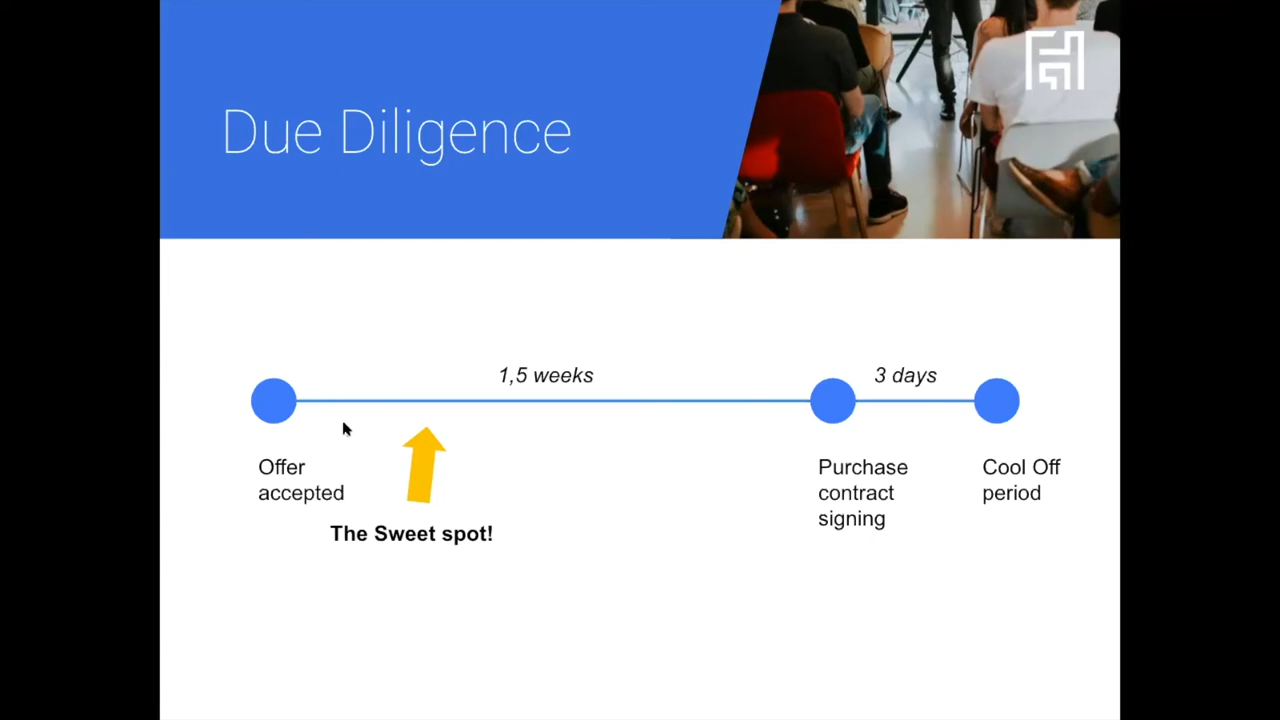 Due Diligence
1,5 weeks
3 days
Offer
accepted
The Sweet spot!
Purchase
contract
signing
Cool Off
period